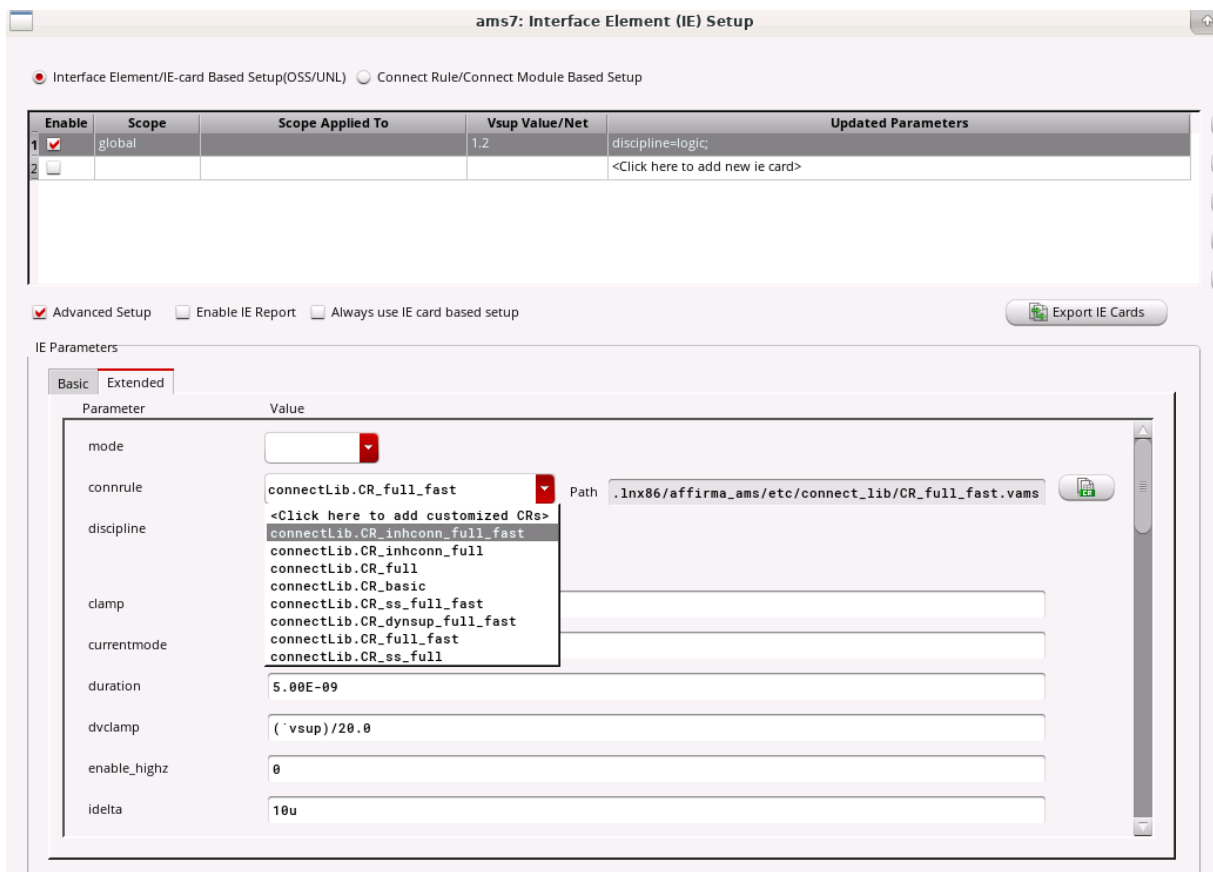 ams7: Interface Element (IE) Setup
Interface Element/IE-card Based Setup(OSS/UNL) Connect Rule/Connect Module Based Setup
Enable Scope Scope Applied To Vsup Value/Net Updated Parameters
1 global 1.2 discipline=logic;
2 <Click here to add new ie card>
Advanced Setup Enable IE Report Always use IE card based setup Export IE Cards
IE Parameters
Basic Extended
Parameter Value
mode
connrule connectLib.CR_full_fast Path .lnx86/affirma_ams/etc/connect_lib/CR_full_fast.vams CR
<Click here to add customized CRs>
discipline connectLib.CR_inhconn_full_fast
connectLib.CR_inhconn_full
connectLib.CR_full
connectLib.CR_basic
clamp connectLib.CR_ss_full_fast
connectLib.CR_dynsup_full_fast
currentmode connectLib.CR_full_fast
connectLib.CR_ss_full
duration 5.00E-09
dvclamp (`vsup)/20.0
enable_highz 0
idelta 10u